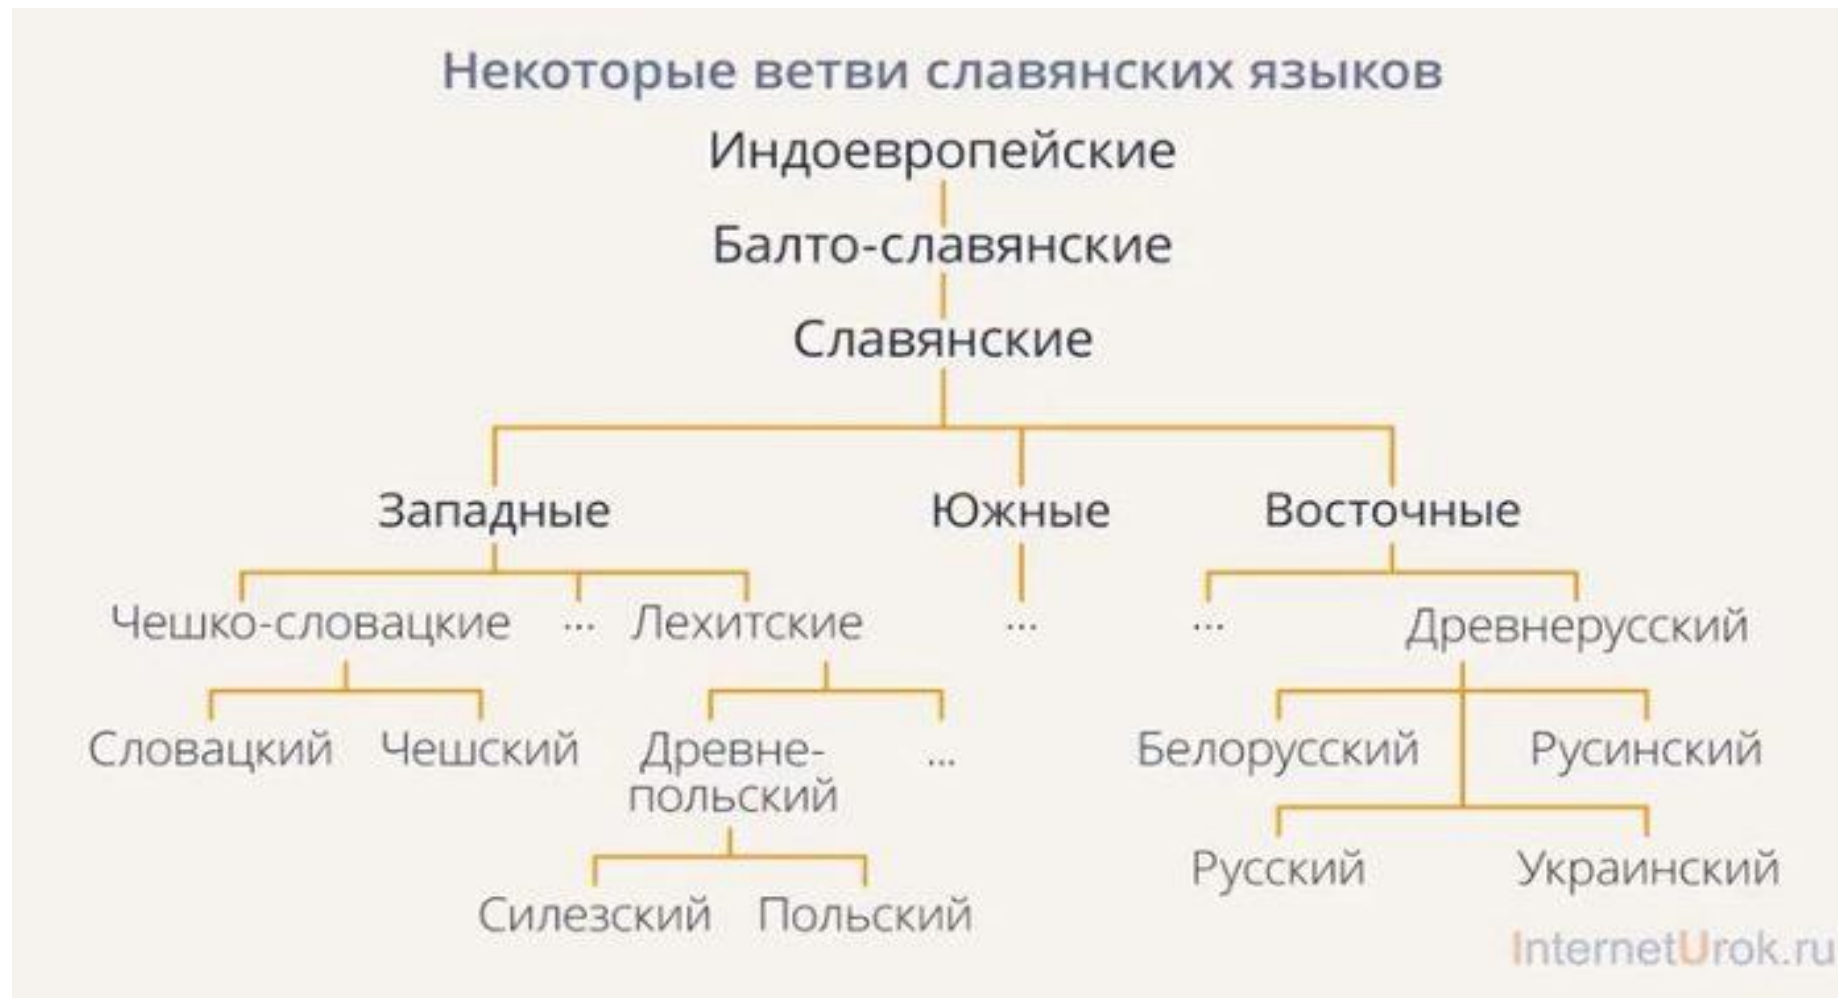 Некоторые ветви славянских языков
Индоевропейские
Балто-славянские
Славянские
Западные Южные Восточные
Чешко-словацкие ... Лехитские ... ... Древнерусский
Словацкий Чешский Древне- ... Белорусский Русинский
польский
Русский Украинский
Силезский Польский
InternetUrok.ru